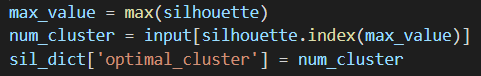 max_value = max(silhouette)
num_cluster = input[silhouette.index(max_value)]
sil_dict['optimal_cluster'] = num_cluster